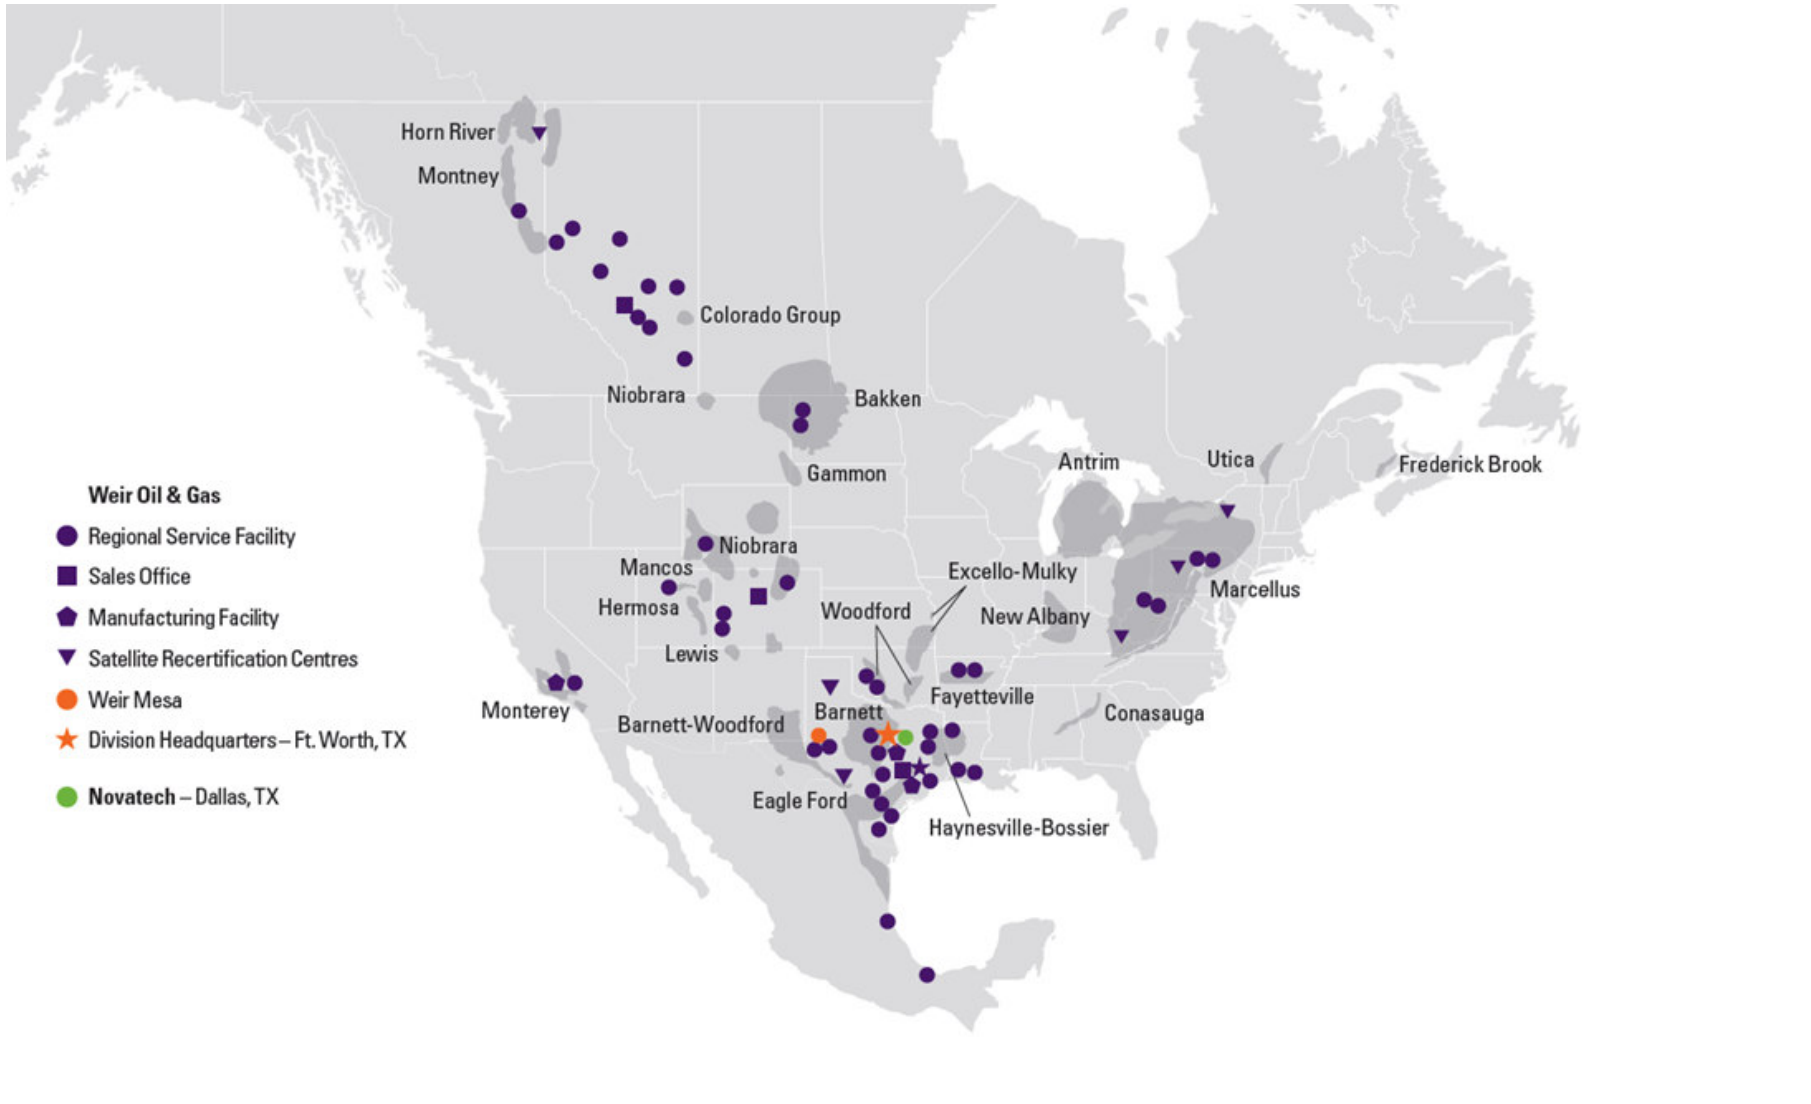 Horn River
Montney
Colorado Group
Niobrara
Bakken
Gammon
Antrim
Utica
Frederick Brook
Weir Oil & Gas
Regional Service Facility
Sales Office
Manufacturing Facility
Satellite Recertification Centres
Weir Mesa
Division Headquarters – Ft. Worth, TX
Novatech – Dallas, TX
Niobrara
Mancos
Hermosa
Lewis
Excello-Mulky
Woodford
New Albany
Marcellus
Monterey
Barnett-Woodford
Barnett
Fayetteville
Conasauga
Eagle Ford
Haynesville-Bossier